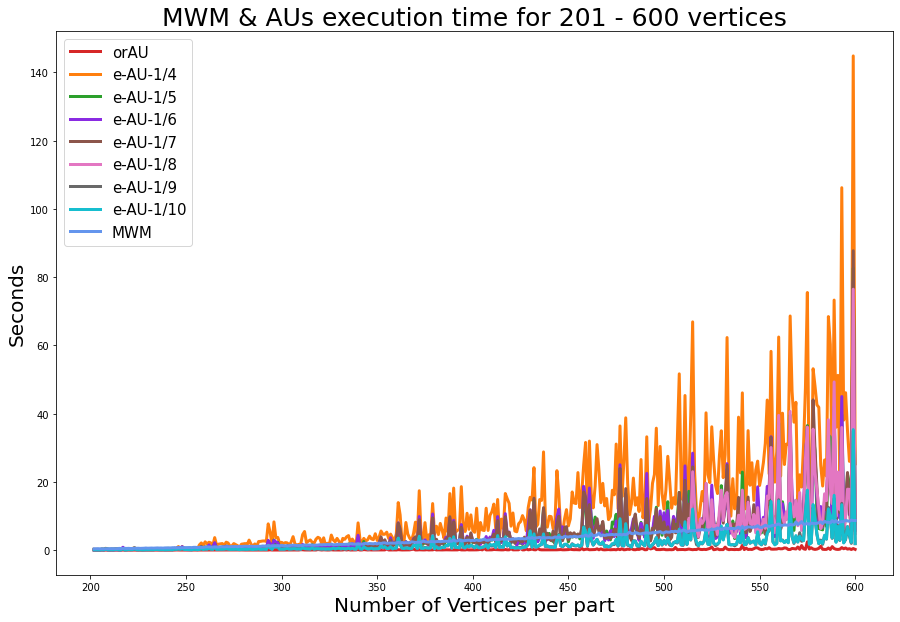 MWM & AUs execution time for 201 - 600 vertices
orAU
e-AU-1/4
e-AU-1/5
e-AU-1/6
e-AU-1/7
e-AU-1/8
e-AU-1/9
e-AU-1/10
MWM
Seconds
140
120
100
80
60
40
20
0
200 250 300 350 400 450 500 550 600
Number of Vertices per part